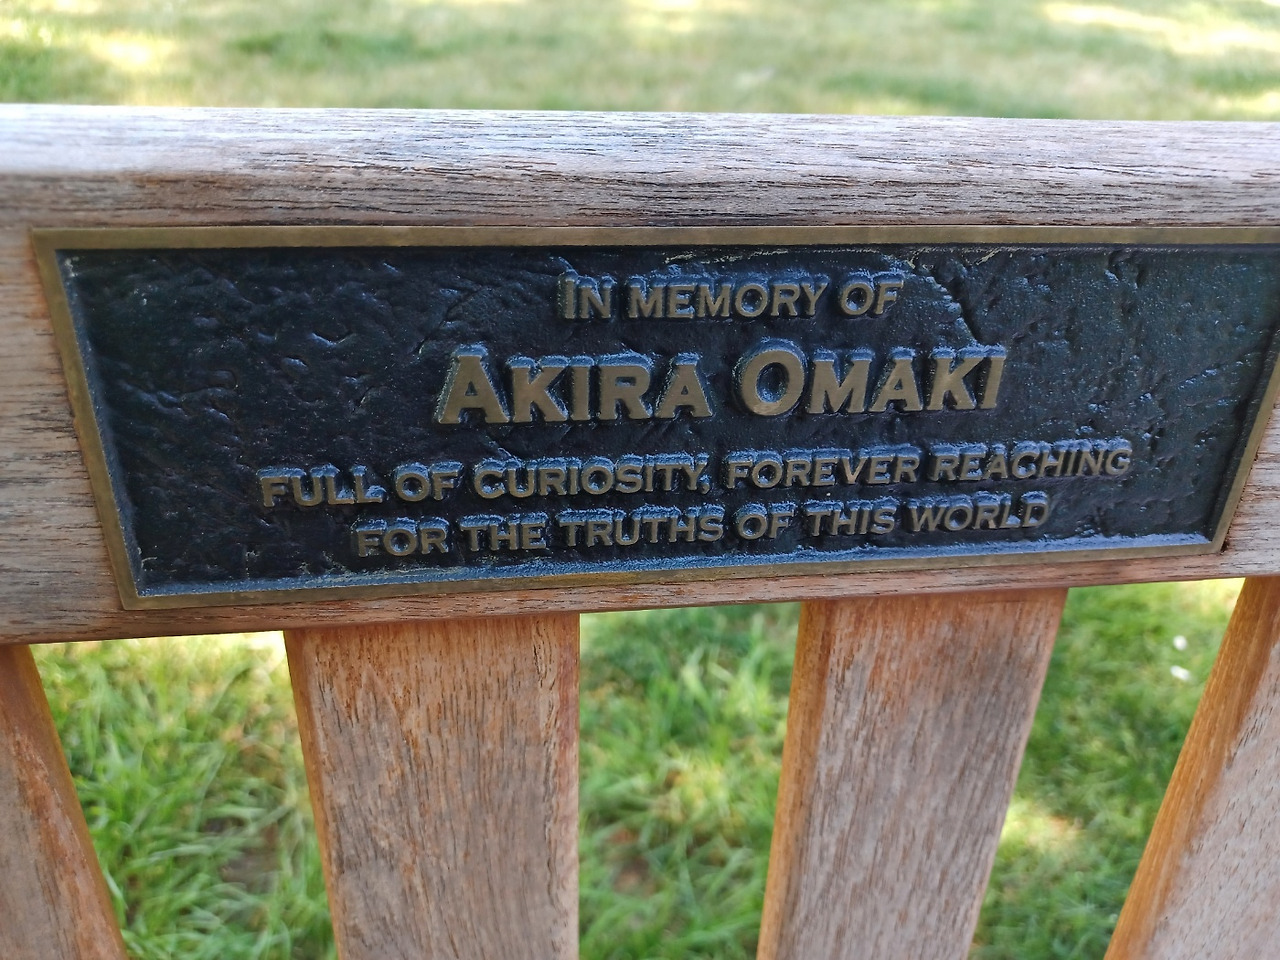 IN MEMORY OF
AKIRA OMAKI
FULL OF CURIOSITY, FOREVER REACHING
FOR THE TRUTHS OF THIS WORLD